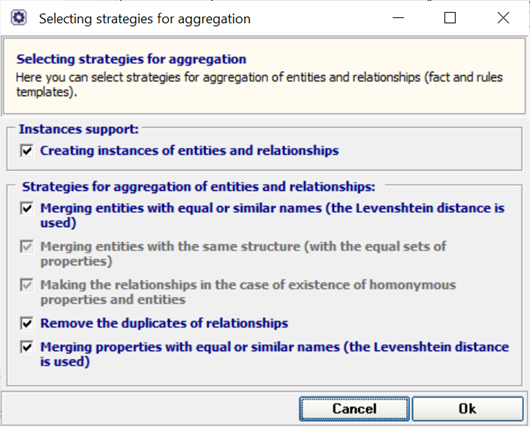 Selecting strategies for aggregation
Selecting strategies for aggregation
Here you can select strategies for aggregation of entities and relationships (fact and rules
templates).
Instances support:
Creating instances of entities and relationships
Strategies for aggregation of entities and relationships:
Merging entities with equal or similar names (the Levenshtein distance is
used)
Merging entities with the same structure (with the equal sets of
properties)
Making the relationships in the case of existence of homonymous
properties and entities
Remove the duplicates of relationships
Merging properties with equal or similar names (the Levenshtein distance
is used)
Cancel
Ok